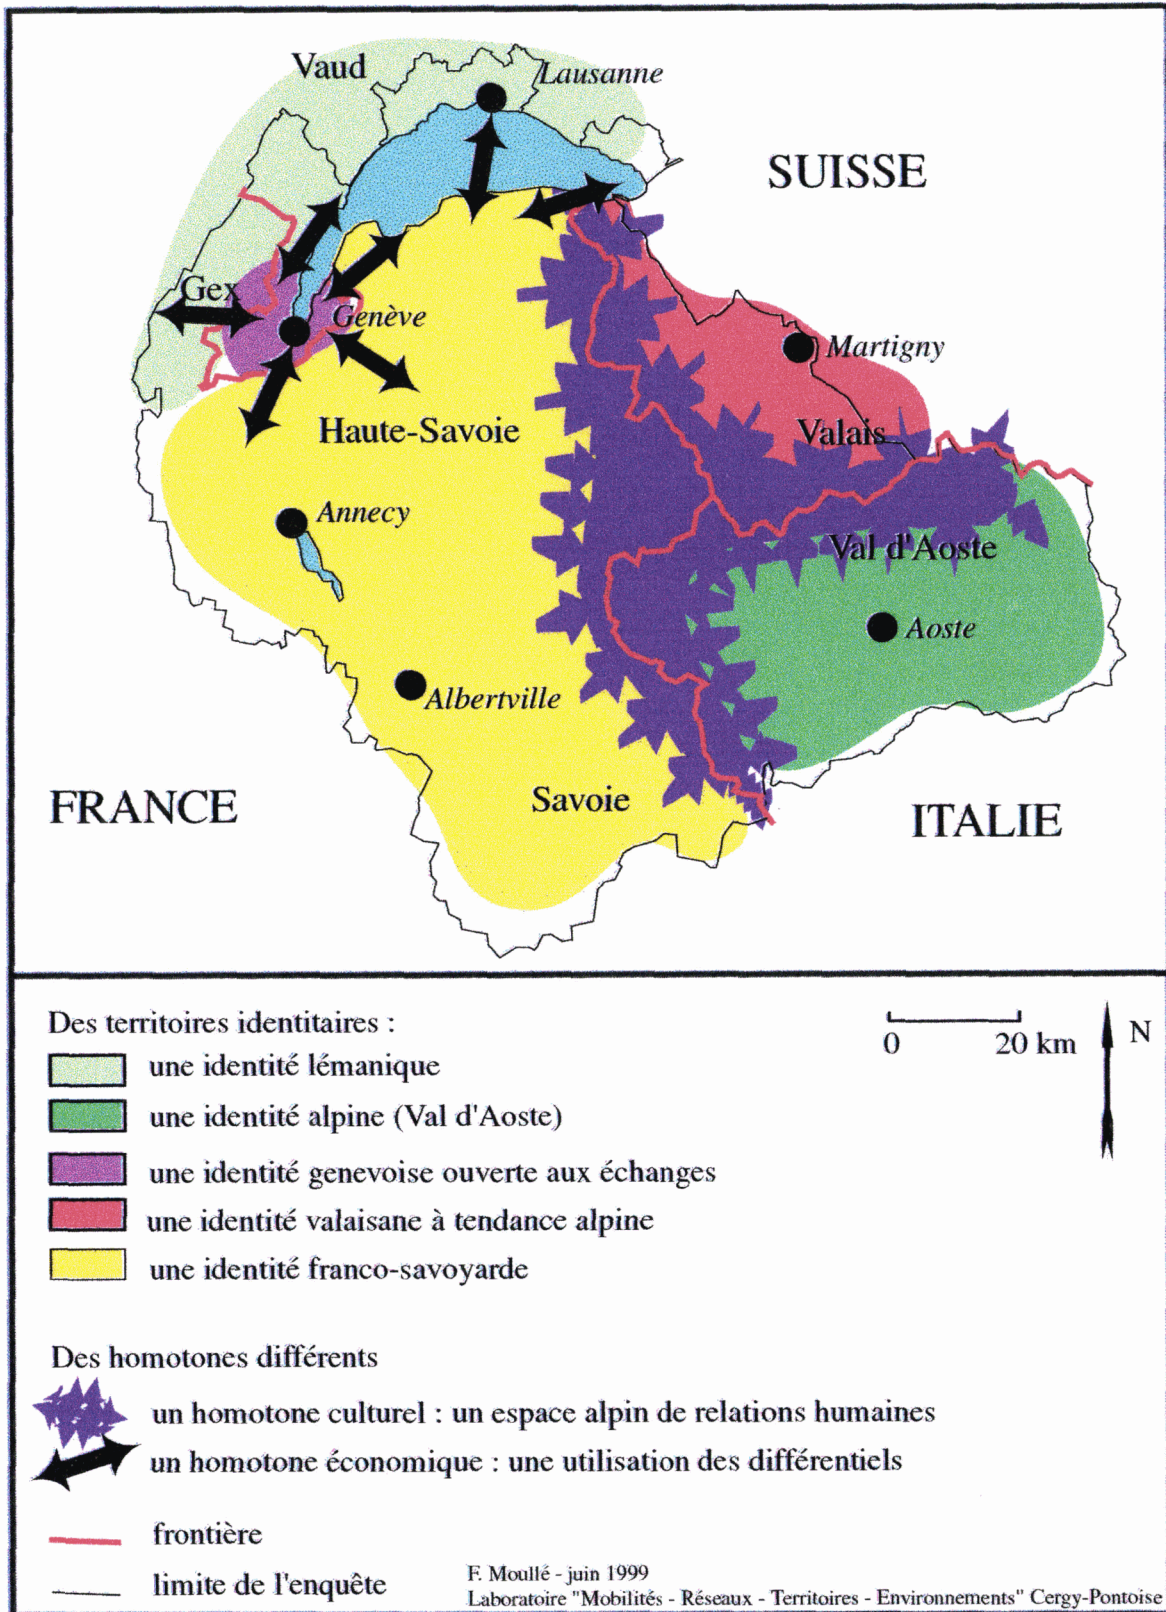 Vaud
Lausanne
SUISSE
Gex
Genève
Martigny
Haute-Savoie
Valais
Annecy
Val d'Aoste
Aoste
Albertville
Savoie
FRANCE
ITALIE
Des territoires identitaires :
0 20 km
N
une identité lémanique
une identité alpine (Val d'Aoste)
une identité genevoise ouverte aux échanges
une identité valaisane à tendance alpine
une identité franco-savoyarde
Des homotones différents
un homotone culturel : un espace alpin de relations humaines
un homotone économique : une utilisation des différentiels
frontière
limite de l'enquête
F. Moullé - juin 1999
Laboratoire "Mobilités - Réseaux - Territoires - Environnements" Cergy-Pontoise